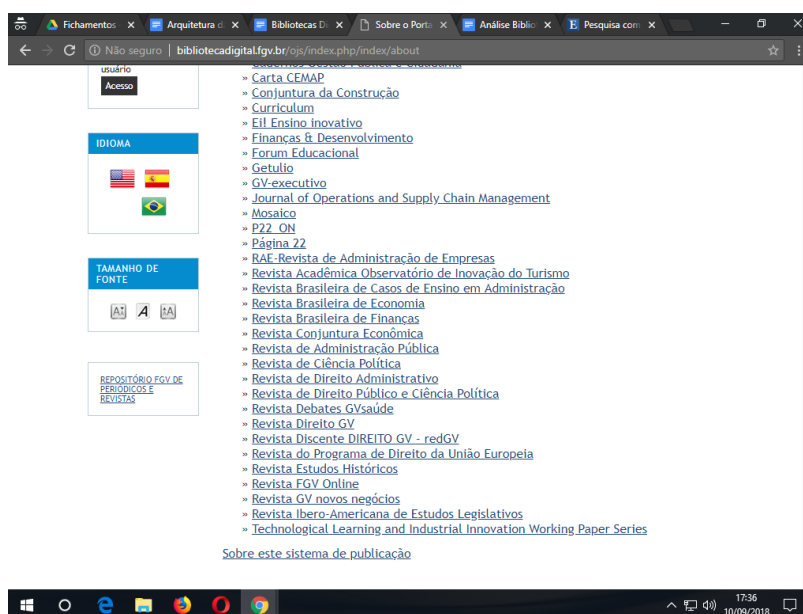 Fichamentos
Arquitetura d
Bibliotecas Di
Sobre o Porta
Análise Biblio
Pesquisa com
Não seguro | bibliotecadigital.fgv.br/ojs/index.php/index/about
usuário
Acesso
IDIOMA
TAMANHO DE
FONTE
REPOSITÓRIO FGV DE
PERIÓDICOS E
REVISTAS
Cadernos Gestão Pública e Cidadania
» Carta CEMAP
» Conjuntura da Construção
» Curriculum
» Ei! Ensino inovativo
» Finanças & Desenvolvimento
» Forum Educacional
» Getulio
» GV-executivo
» Journal of Operations and Supply Chain Management
» Mosaico
» P22_ON
» Página 22
» RAE-Revista de Administração de Empresas
» Revista Acadêmica Observatório de Inovação do Turismo
» Revista Brasileira de Casos de Ensino em Administração
» Revista Brasileira de Economia
» Revista Brasileira de Finanças
» Revista Conjuntura Econômica
» Revista de Administração Pública
» Revista de Ciência Política
» Revista de Direito Administrativo
» Revista de Direito Público e Ciência Política
» Revista Debates GVsaúde
» Revista Direito GV
» Revista Discente DIREITO GV - redGV
» Revista do Programa de Direito da União Europeia
» Revista Estudos Históricos
» Revista FGV Online
» Revista GV novos negócios
» Revista Ibero-Americana de Estudos Legislativos
» Technological Learning and Industrial Innovation Working Paper Series
Sobre este sistema de publicação
17:36
10/09/2018